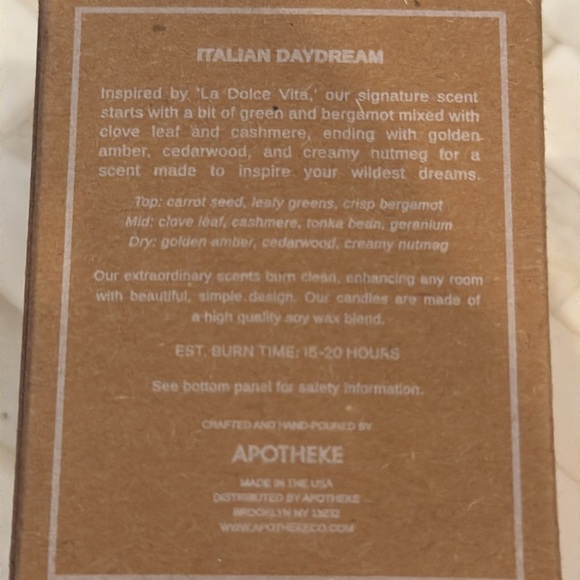 ITALIAN DAYDREAM
Inspired by 'La Dolce Vita,' our signature scent
starts with a bit of green and bergamot mixed with
clove leaf and cashmere, ending with golden
amber, cedarwood, and creamy nutmeg for a
scent made to inspire your wildest dreams.
Top: carrot seed, leafy greens, crisp bergamot
Mid: clove leaf, cashmere, tonka bean, geranium
Dry: golden amber, cedarwood, creamy nutmeg
Our extraordinary scents burn clean, enhancing any room
with beautiful, simple design. Our candles are made of
a high quality soy wax blend.
EST. BURN TIME: 15-20 HOURS
See bottom panel for safety information.
CRAFTED AND HAND-POURED BY
APOTHEKE
MADE IN THE USA
DISTRIBUTED BY APOTHEKE
BROOKLYN NY
WWW.APOTHEKECO.COM